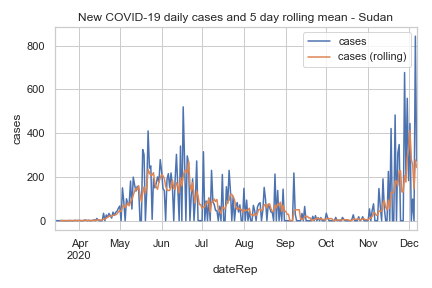 New COVID-19 daily cases and 5 day rolling mean - Sudan
cases
cases (rolling)
800
600
400
200
0
cases
Apr May Jun Jul Aug Sep Oct Nov Dec
2020
dateRep